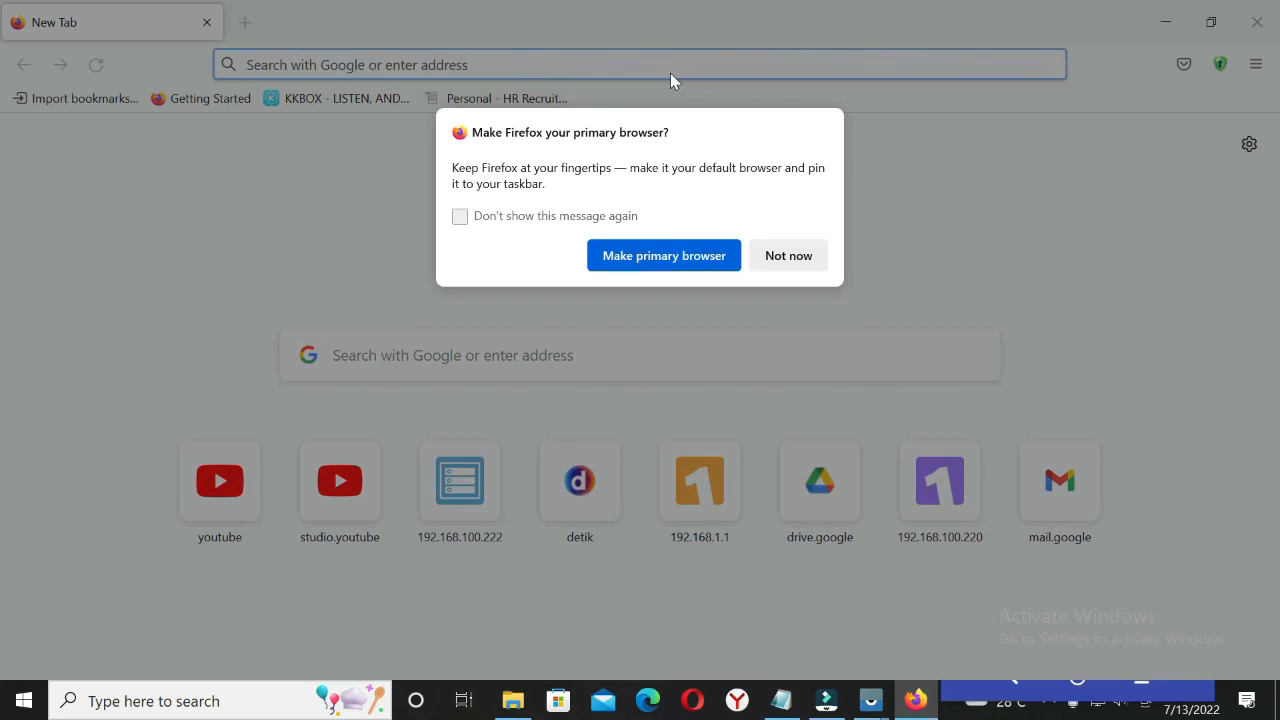 New Tab
Search with Google or enter address
Import bookmarks...
Getting Started
KKBOX - LISTEN, AND...
Personal - HR Recruit...
Make Firefox your primary browser?
Keep Firefox at your fingertips — make it your default browser and pin
it to your taskbar.
Don't show this message again
Make primary browser
Not now
Search with Google or enter address
youtube
studio.youtube
192.168.100.222
detik
192.168.1.1
drive.google
192.168.100.220
mail.google
Activate Windows
Go to Settings to activate Windows.
Type here to search
28°C
7/13/2022